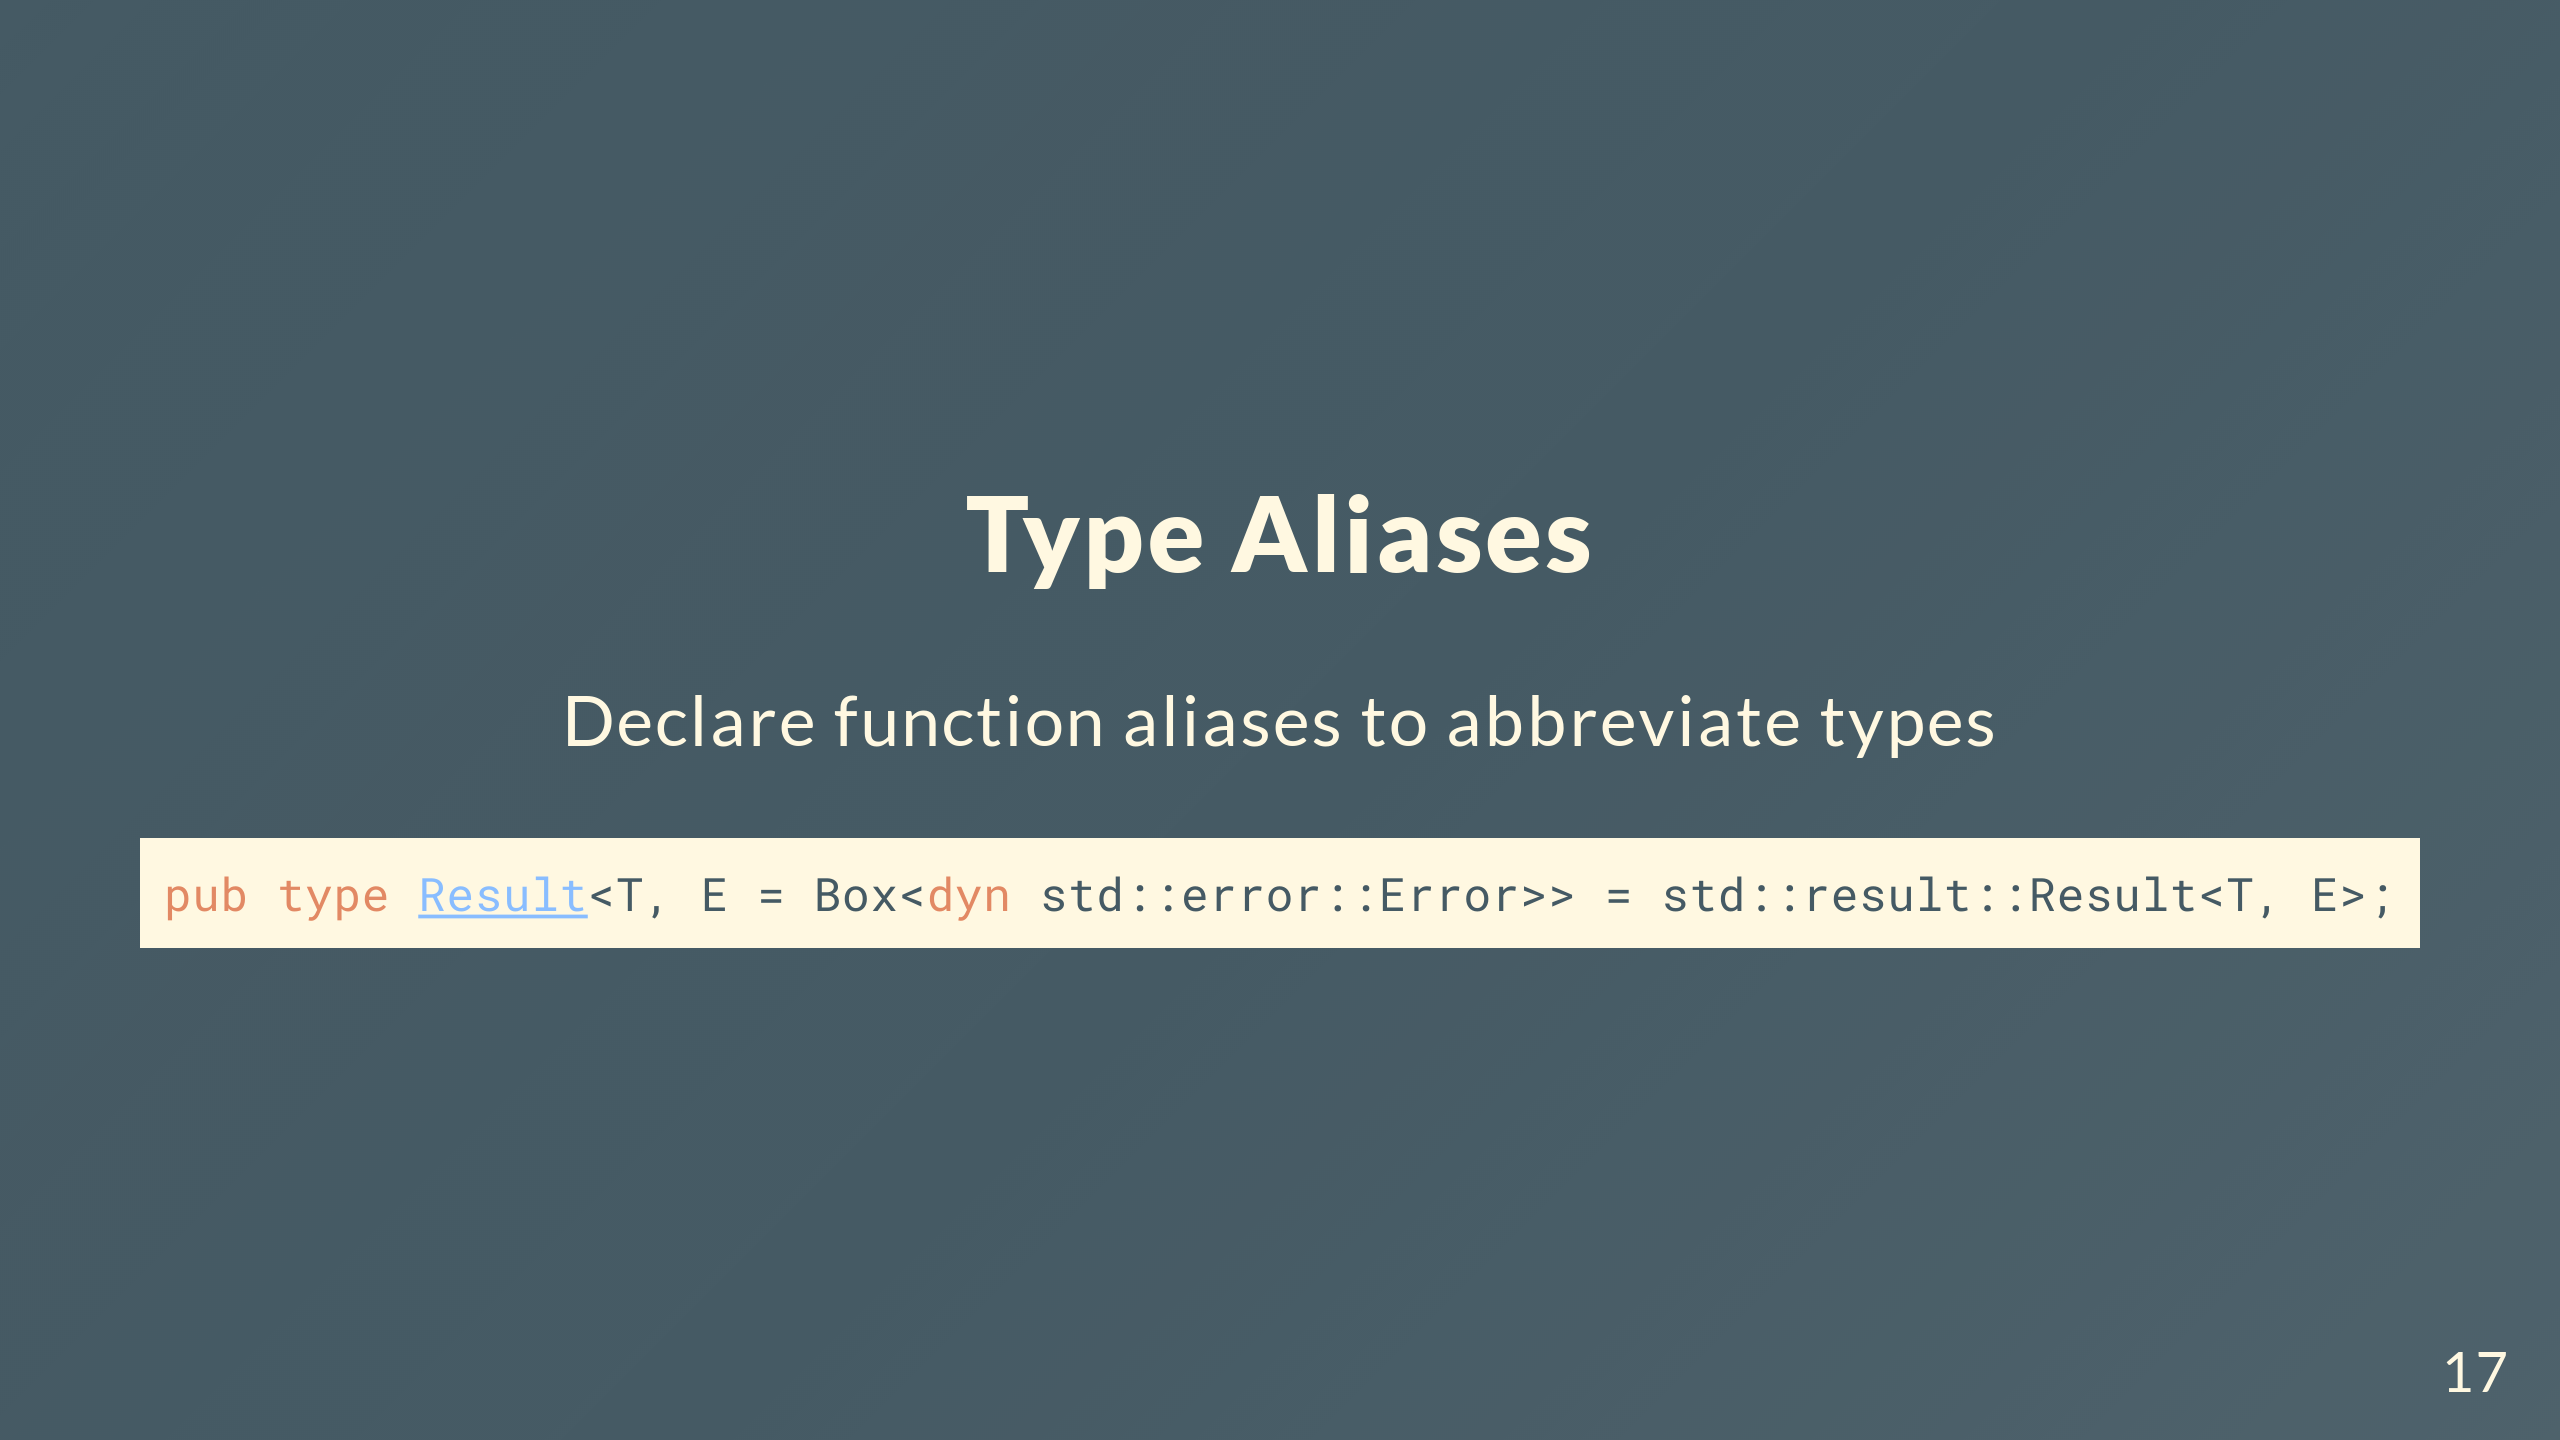 Type Aliases
Declare function aliases to abbreviate types
pub type Result<T, E = Box<dyn std::error::Error>> = std::result::Result<T, E>;
17